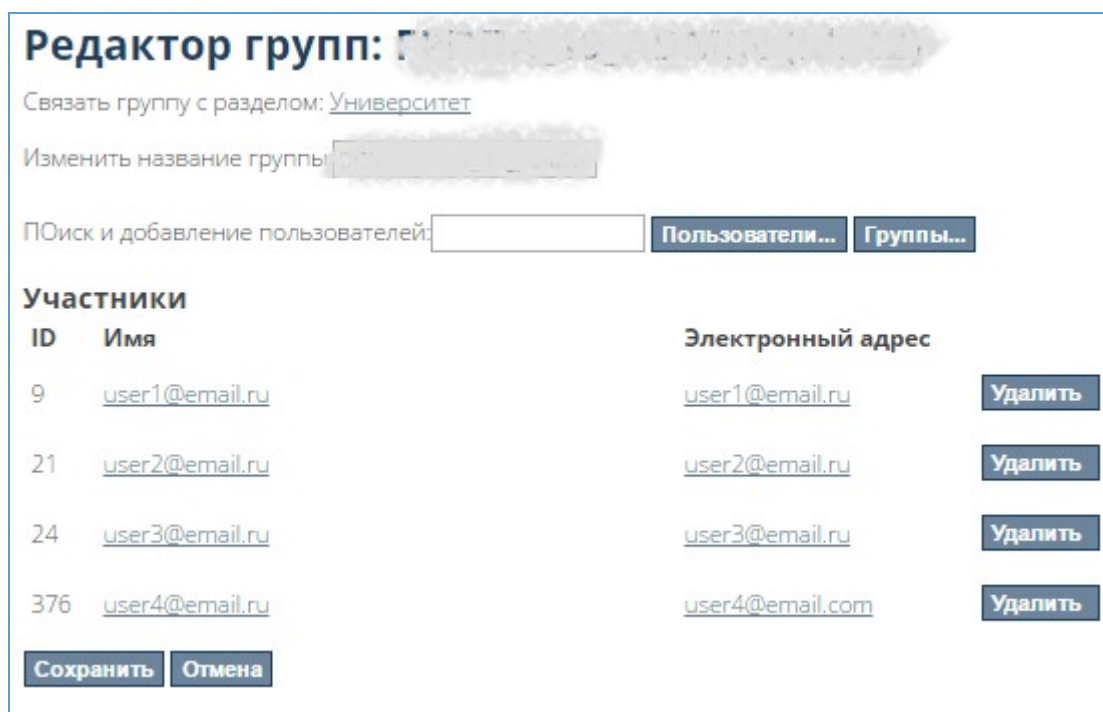 Редактор групп:
Связать группу с разделом: Университет
Изменить название группы
ПОиск и добавление пользователей: Пользователи... Группы...
Участники
ID Имя Электронный адрес
9 user1@email.ru user1@email.ru Удалить
21 user2@email.ru user2@email.ru Удалить
24 user3@email.ru user3@email.ru Удалить
376 user4@email.ru user4@email.com Удалить
Сохранить Отмена